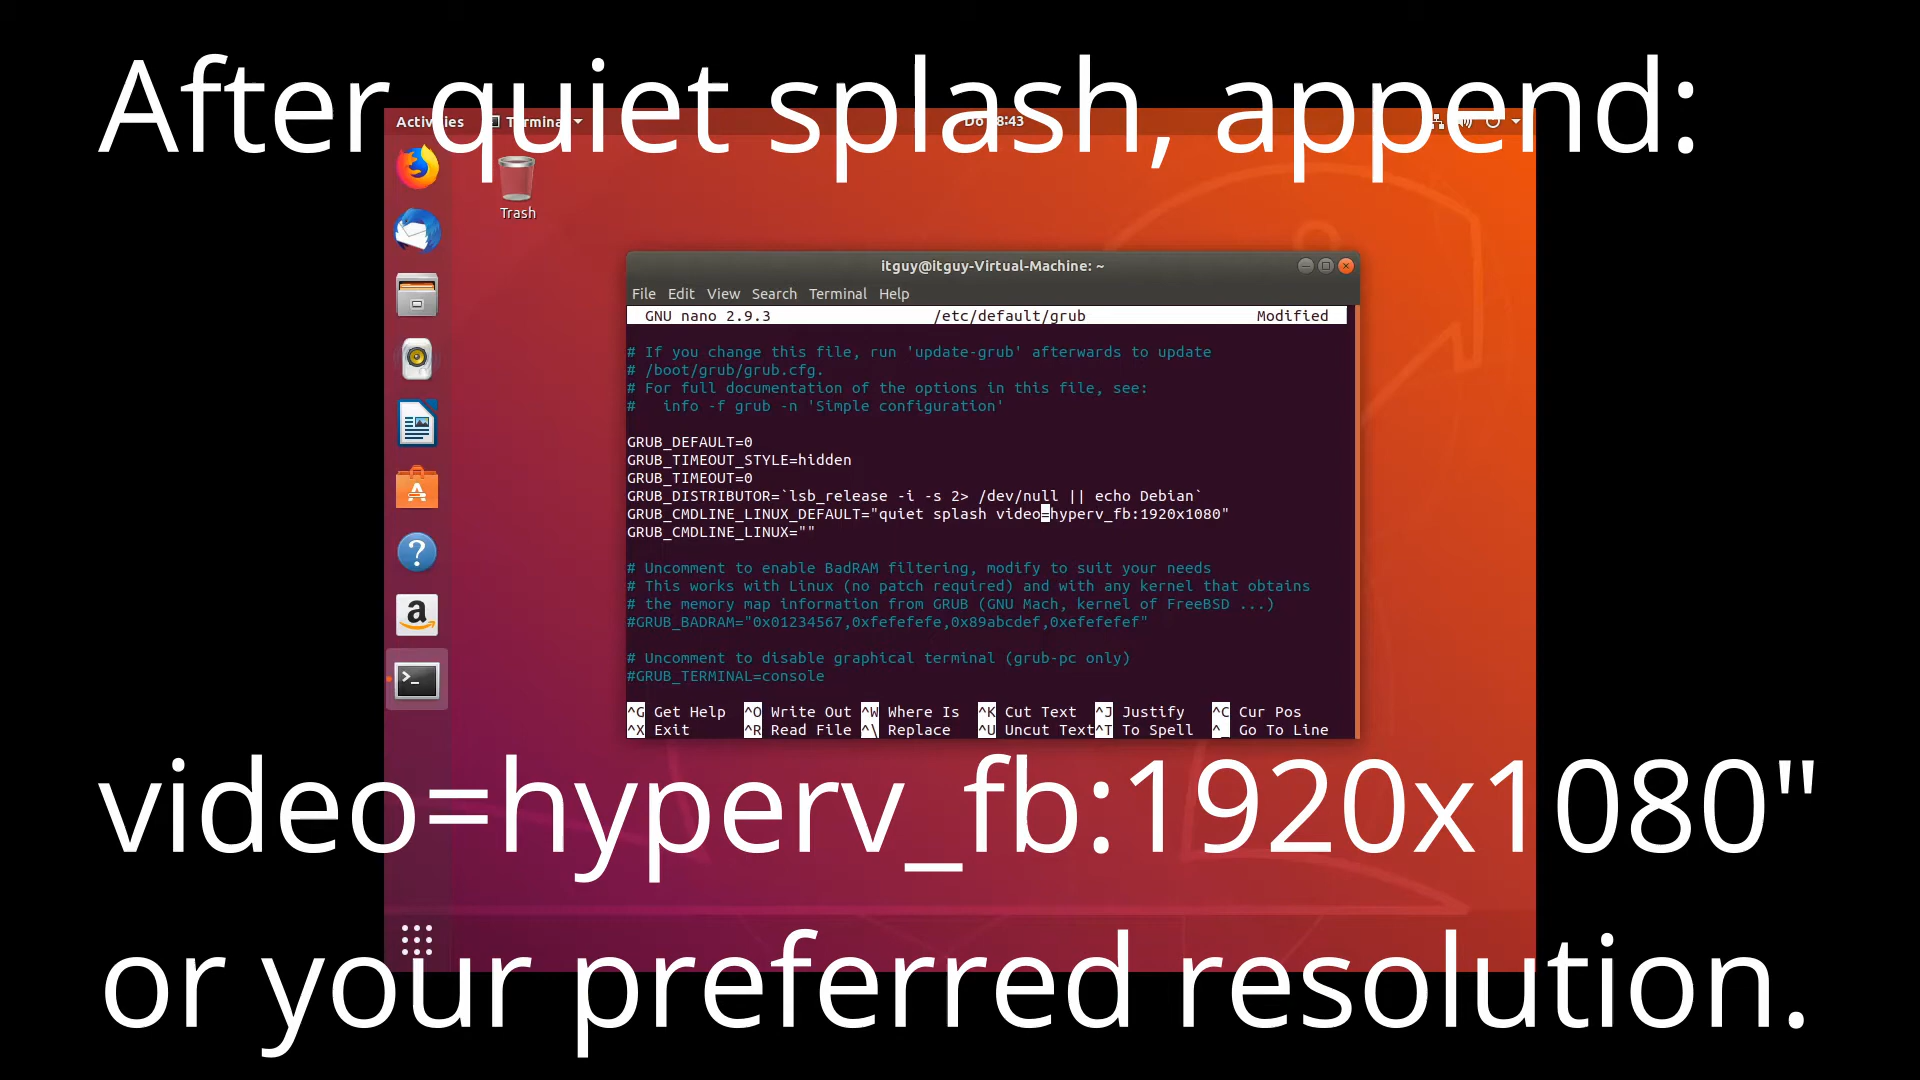 After quiet splash, append:
Activities Terminal Do 8:43
Trash
itguy@itguy-Virtual-Machine: ~
File Edit View Search Terminal Help
GNU nano 2.9.3 /etc/default/grub Modified
# If you change this file, run 'update-grub' afterwards to update
# /boot/grub/grub.cfg.
# For full documentation of the options in this file, see:
#   info -f grub -n 'Simple configuration'
GRUB_DEFAULT=0
GRUB_TIMEOUT_STYLE=hidden
GRUB_TIMEOUT=0
GRUB_DISTRIBUTOR=`lsb_release -i -s 2> /dev/null || echo Debian`
GRUB_CMDLINE_LINUX_DEFAULT="quiet splash video=hyperv_fb:1920x1080"
GRUB_CMDLINE_LINUX=""
# Uncomment to enable BadRAM filtering, modify to suit your needs
# This works with Linux (no patch required) and with any kernel that obtains
# the memory map information from GRUB (GNU Mach, kernel of FreeBSD ...)
#GRUB_BADRAM="0x01234567,0xfefefefe,0x89abcdef,0xefefefef"
# Uncomment to disable graphical terminal (grub-pc only)
#GRUB_TERMINAL=console
^G Get Help ^O Write Out ^W Where Is ^K Cut Text ^J Justify ^C Cur Pos
^X Exit ^R Read File ^\ Replace ^U Uncut Text ^T To Spell ^_ Go To Line
video=hyperv_fb:1920x1080"
or your preferred resolution.